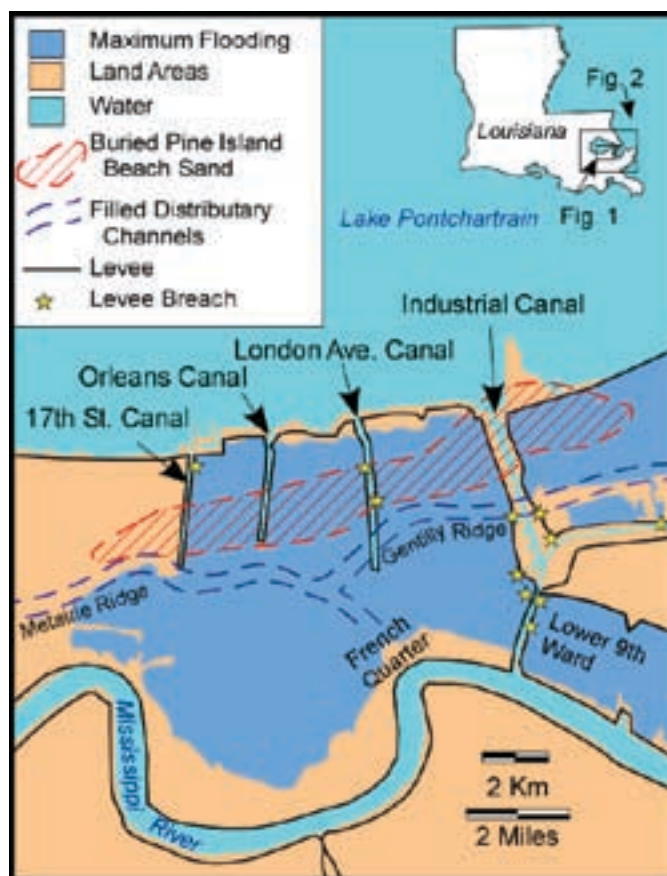 Maximum Flooding
Land Areas
Water
Buried Pine Island
Beach Sand
Filled Distributary
Channels
Levee
Levee Breach
Fig. 2
Louisiana
Fig. 1
Lake Pontchartrain
Industrial Canal
London Ave. Canal
Orleans Canal
17th St. Canal
Gentilly Ridge
Metairie Ridge
French
Quarter
Lower 9th
Ward
Mississippi
River
2 Km
2 Miles